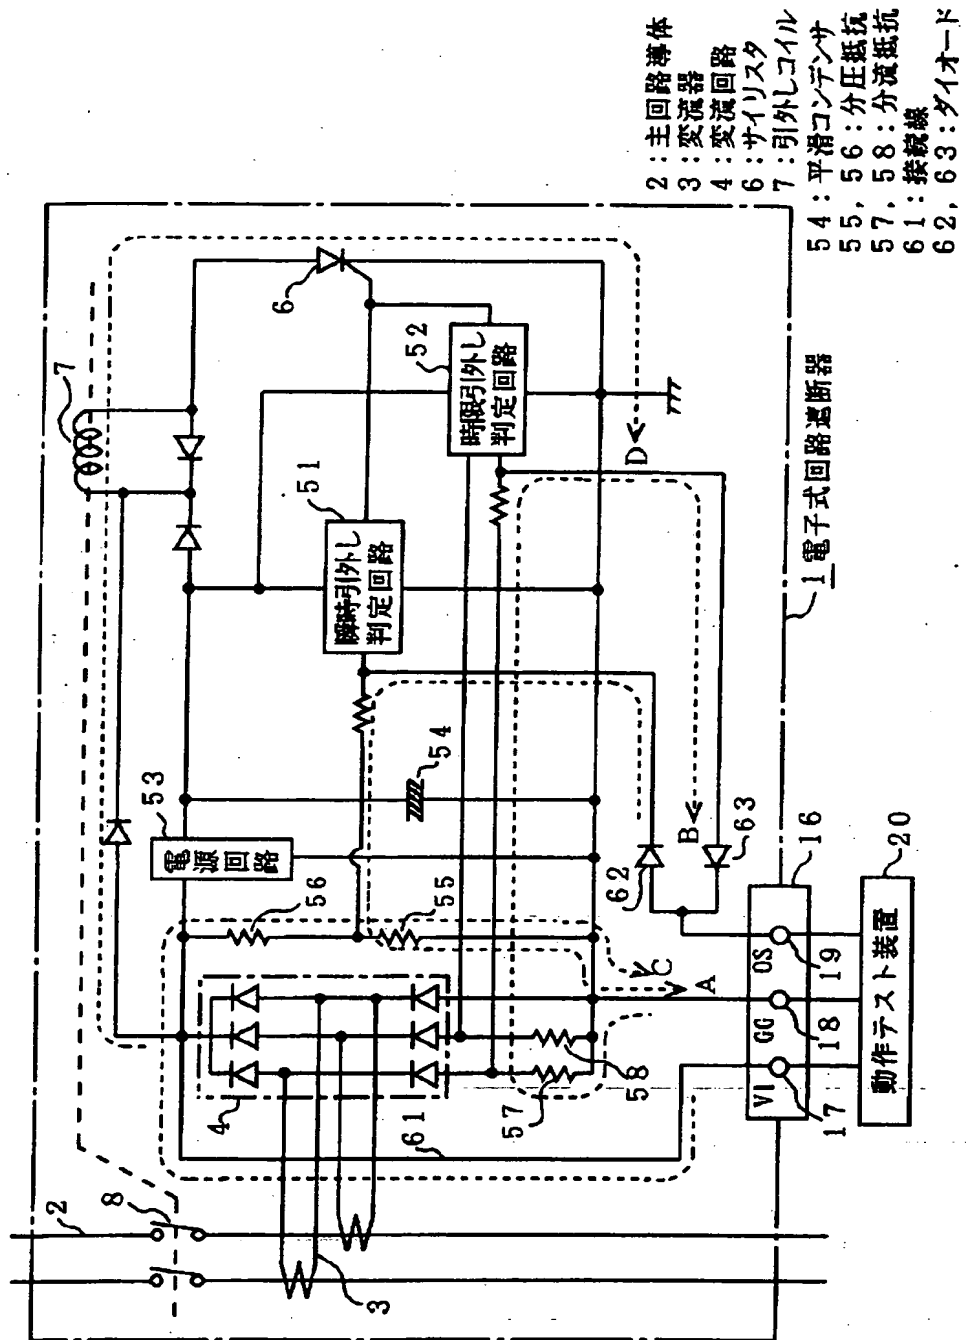 2
8
3
4
61
57
58
56
55
53
電源回路
54
7
51
瞬時引外し
判定回路
52
時限引外し
判定回路
6
A
B
C
D
62
63
VI
GG
OS
17
18
19
16
動作テスト装置
20
1 電子式回路遮断器
2:主回路導体
3:変流器
4:変流回路
6:サイリスタ
7:引外しコイル
54:平滑コンデンサ
55, 56:分圧抵抗
57, 58:分流抵抗
61:接続線
62, 63:ダイオード